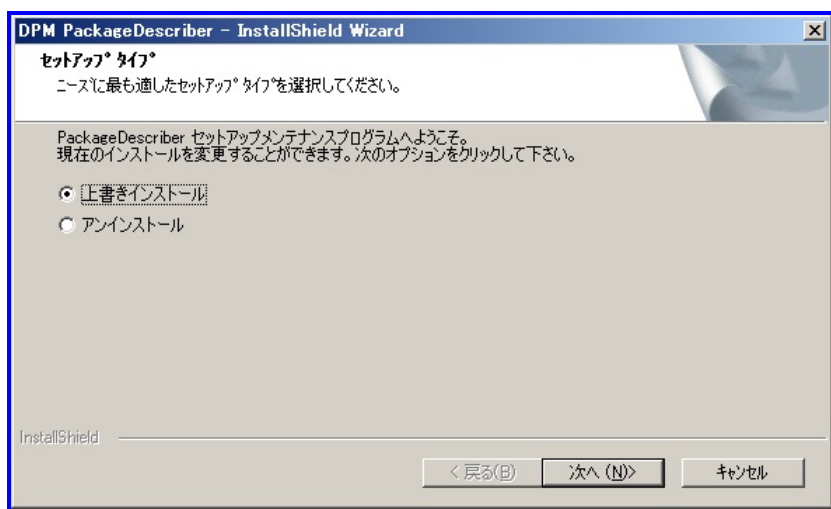 DPM PackageDescriber - InstallShield Wizard
セットアップ タイプ
ニーズに最も適したセットアップ タイプを選択してください。
PackageDescriber セットアップメンテナンスプログラムへようこそ。
現在のインストールを変更することができます。次のオプションをクリックして下さい。
上書きインストール
アンインストール
InstallShield
< 戻る(B)
次へ (N)>
キャンセル